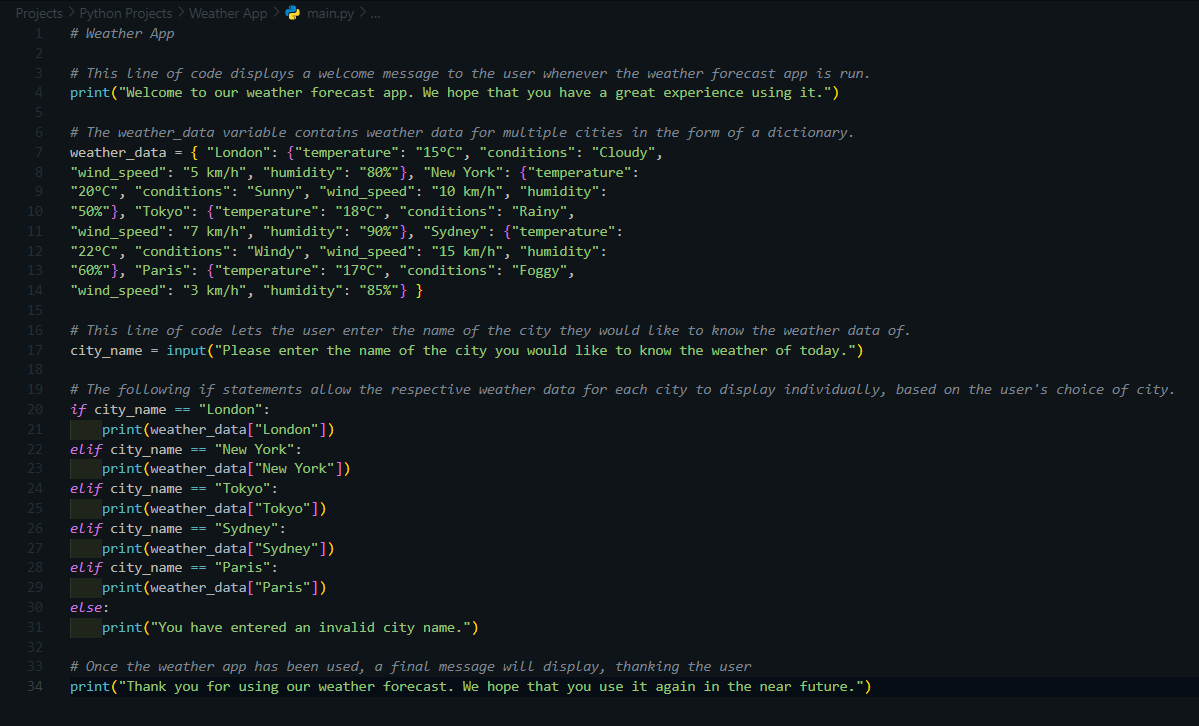 Projects > Python Projects > Weather App > main.py > ...
1 # Weather App
2
3 # This line of code displays a welcome message to the user whenever the weather forecast app is run.
4 print("Welcome to our weather forecast app. We hope that you have a great experience using it.")
5
6 # The weather_data variable contains weather data for multiple cities in the form of a dictionary.
7 weather_data = { "London": {"temperature": "15°C", "conditions": "Cloudy",
8 "wind_speed": "5 km/h", "humidity": "80%"}, "New York": {"temperature":
9 "20°C", "conditions": "Sunny", "wind_speed": "10 km/h", "humidity":
10 "50%"}, "Tokyo": {"temperature": "18°C", "conditions": "Rainy",
11 "wind_speed": "7 km/h", "humidity": "90%"}, "Sydney": {"temperature":
12 "22°C", "conditions": "Windy", "wind_speed": "15 km/h", "humidity":
13 "60%"}, "Paris": {"temperature": "17°C", "conditions": "Foggy",
14 "wind_speed": "3 km/h", "humidity": "85%"} }
15
16 # This line of code lets the user enter the name of the city they would like to know the weather data of.
17 city_name = input("Please enter the name of the city you would like to know the weather of today.")
18
19 # The following if statements allow the respective weather data for each city to display individually, based on the user's choice of city.
20 if city_name == "London":
21     print(weather_data["London"])
22 elif city_name == "New York":
23     print(weather_data["New York"])
24 elif city_name == "Tokyo":
25     print(weather_data["Tokyo"])
26 elif city_name == "Sydney":
27     print(weather_data["Sydney"])
28 elif city_name == "Paris":
29     print(weather_data["Paris"])
30 else:
31     print("You have entered an invalid city name.")
32
33 # Once the weather app has been used, a final message will display, thanking the user
34 print("Thank you for using our weather forecast. We hope that you use it again in the near future.")